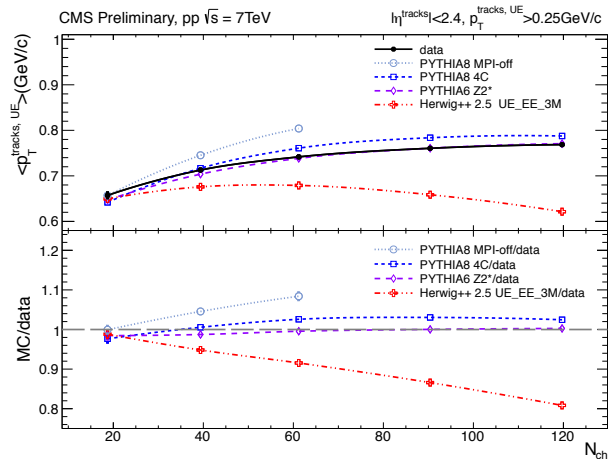 CMS Preliminary, pp √s = 7TeV
|η^tracks|<2.4, p_T^tracks, UE>0.25GeV/c
<p_T^tracks, UE>(GeV/c)
1
0.9
0.8
0.7
0.6
data
PYTHIA8 MPI-off
PYTHIA8 4C
PYTHIA6 Z2*
Herwig++ 2.5 UE_EE_3M
MC/data
1.2
1.1
1
0.9
0.8
PYTHIA8 MPI-off/data
PYTHIA8 4C/data
PYTHIA6 Z2*/data
Herwig++ 2.5 UE_EE_3M/data
20 40 60 80 100 120
N_ch